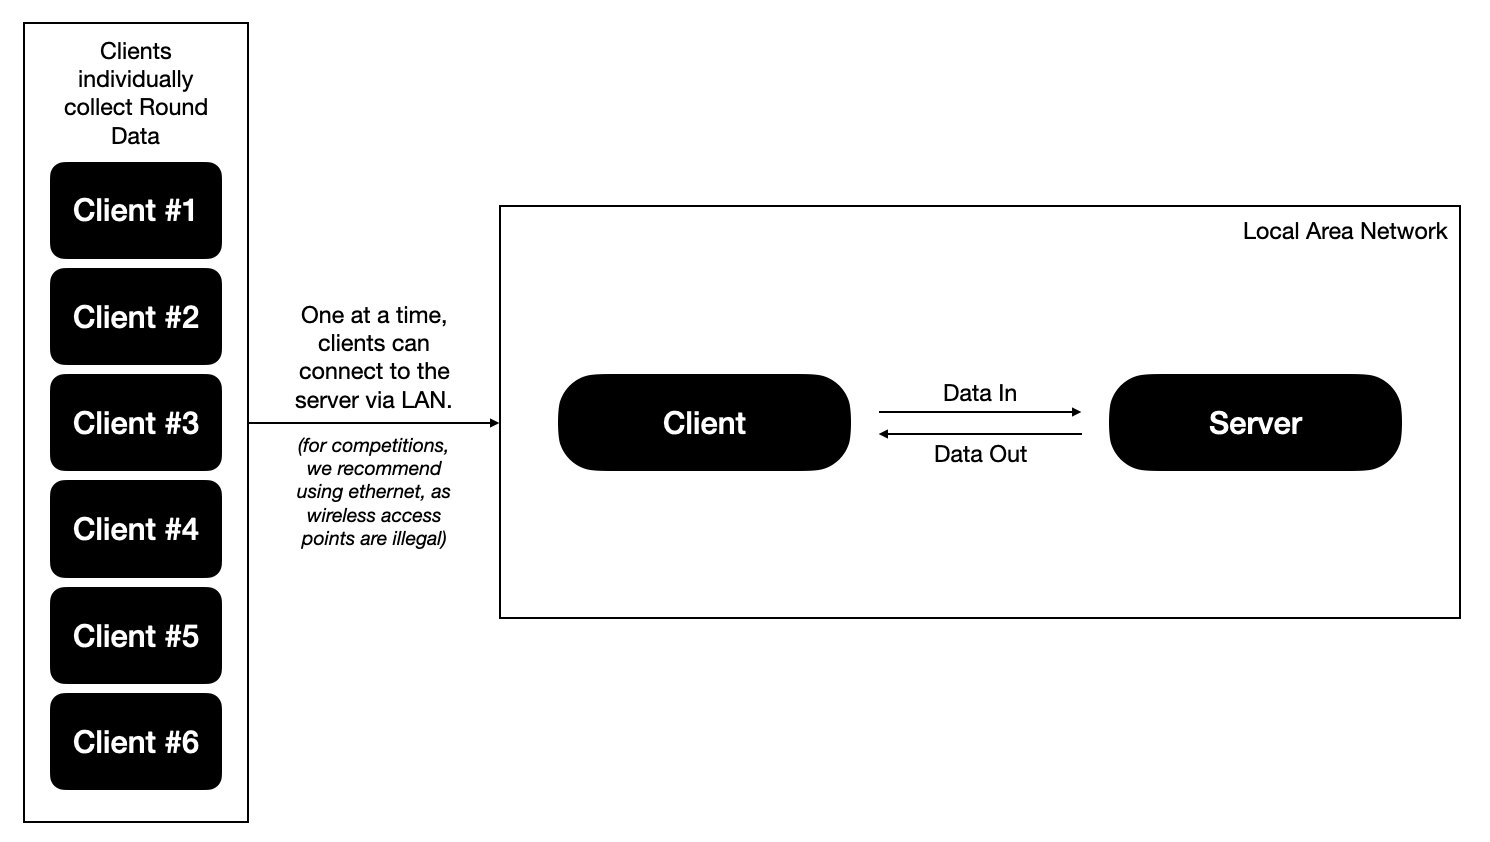 Clients
individually
collect Round
Data
Client #1
Client #2
Client #3
Client #4
Client #5
Client #6
One at a time,
clients can
connect to the
server via LAN.
(for competitions,
we recommend
using ethernet, as
wireless access
points are illegal)
Local Area Network
Client
Data In
Data Out
Server